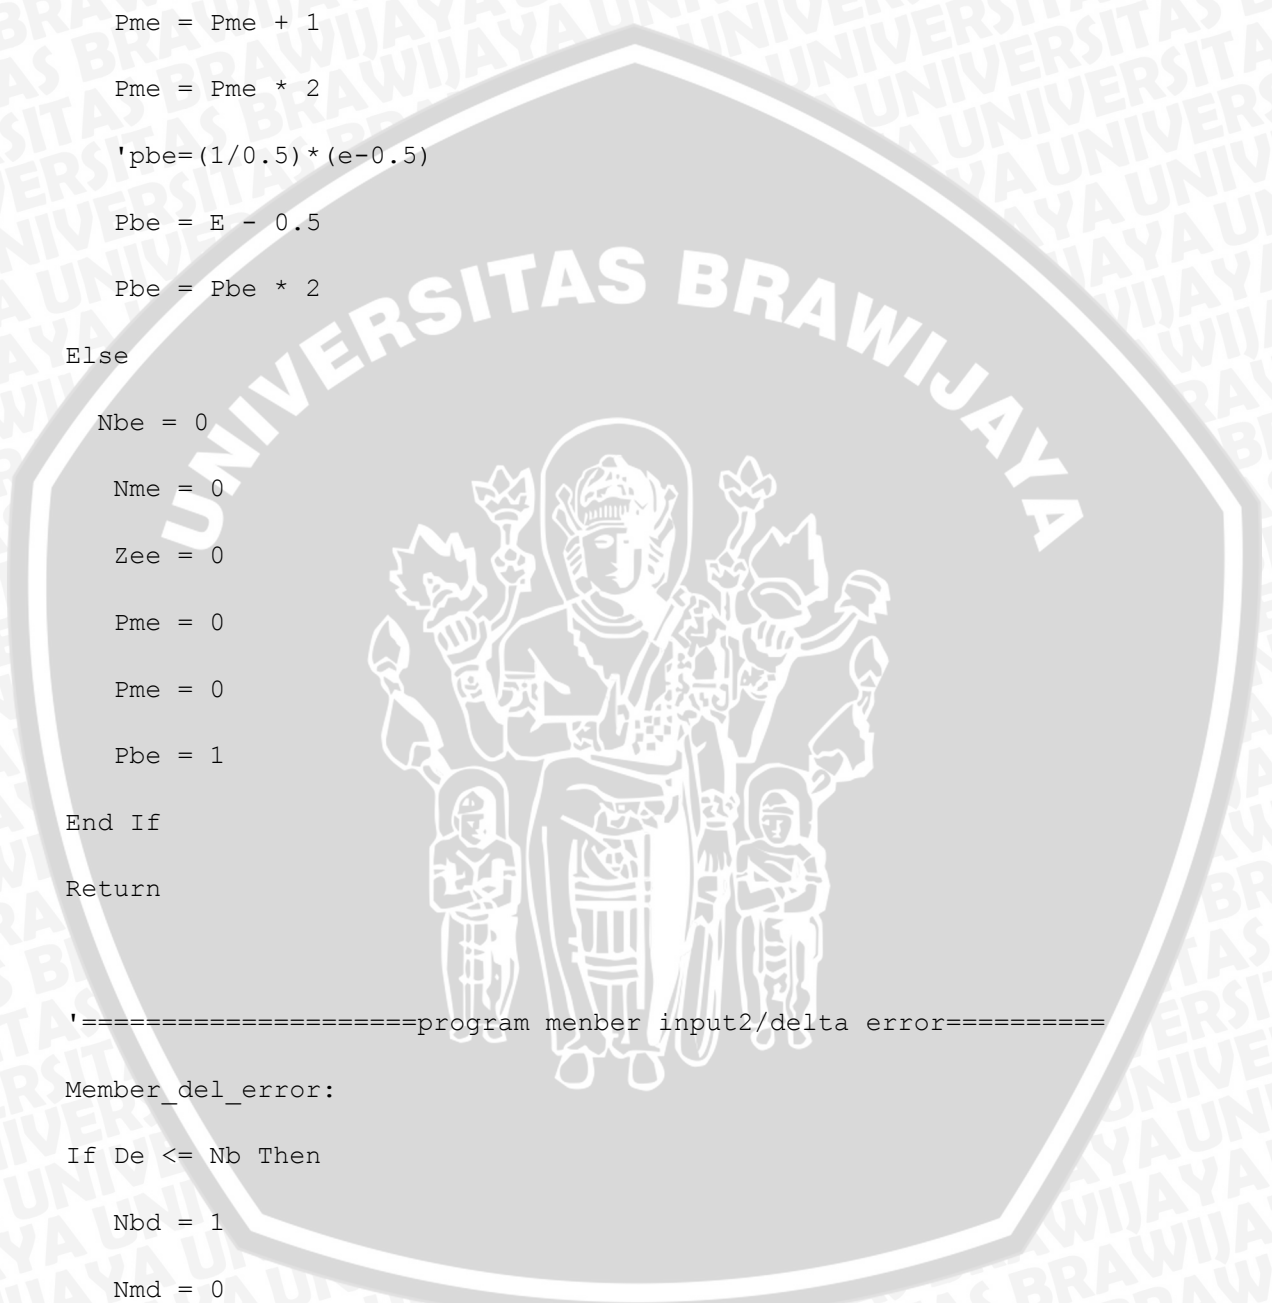 Pme = Pme + 1
Pme = Pme * 2
'pbe=(1/0.5)*(e-0.5)
Pbe = E - 0.5
Pbe = Pbe * 2
UNIVERSITAS BRAWIJAYA
Else
Nbe = 0
Nme = 0
Zee = 0
Pme = 0
Pme = 0
Pbe = 1
End If
Return
'=====================program menber input2/delta error==========
Member_del_error:
If De <= Nb Then
Nbd = 1
Nmd = 0